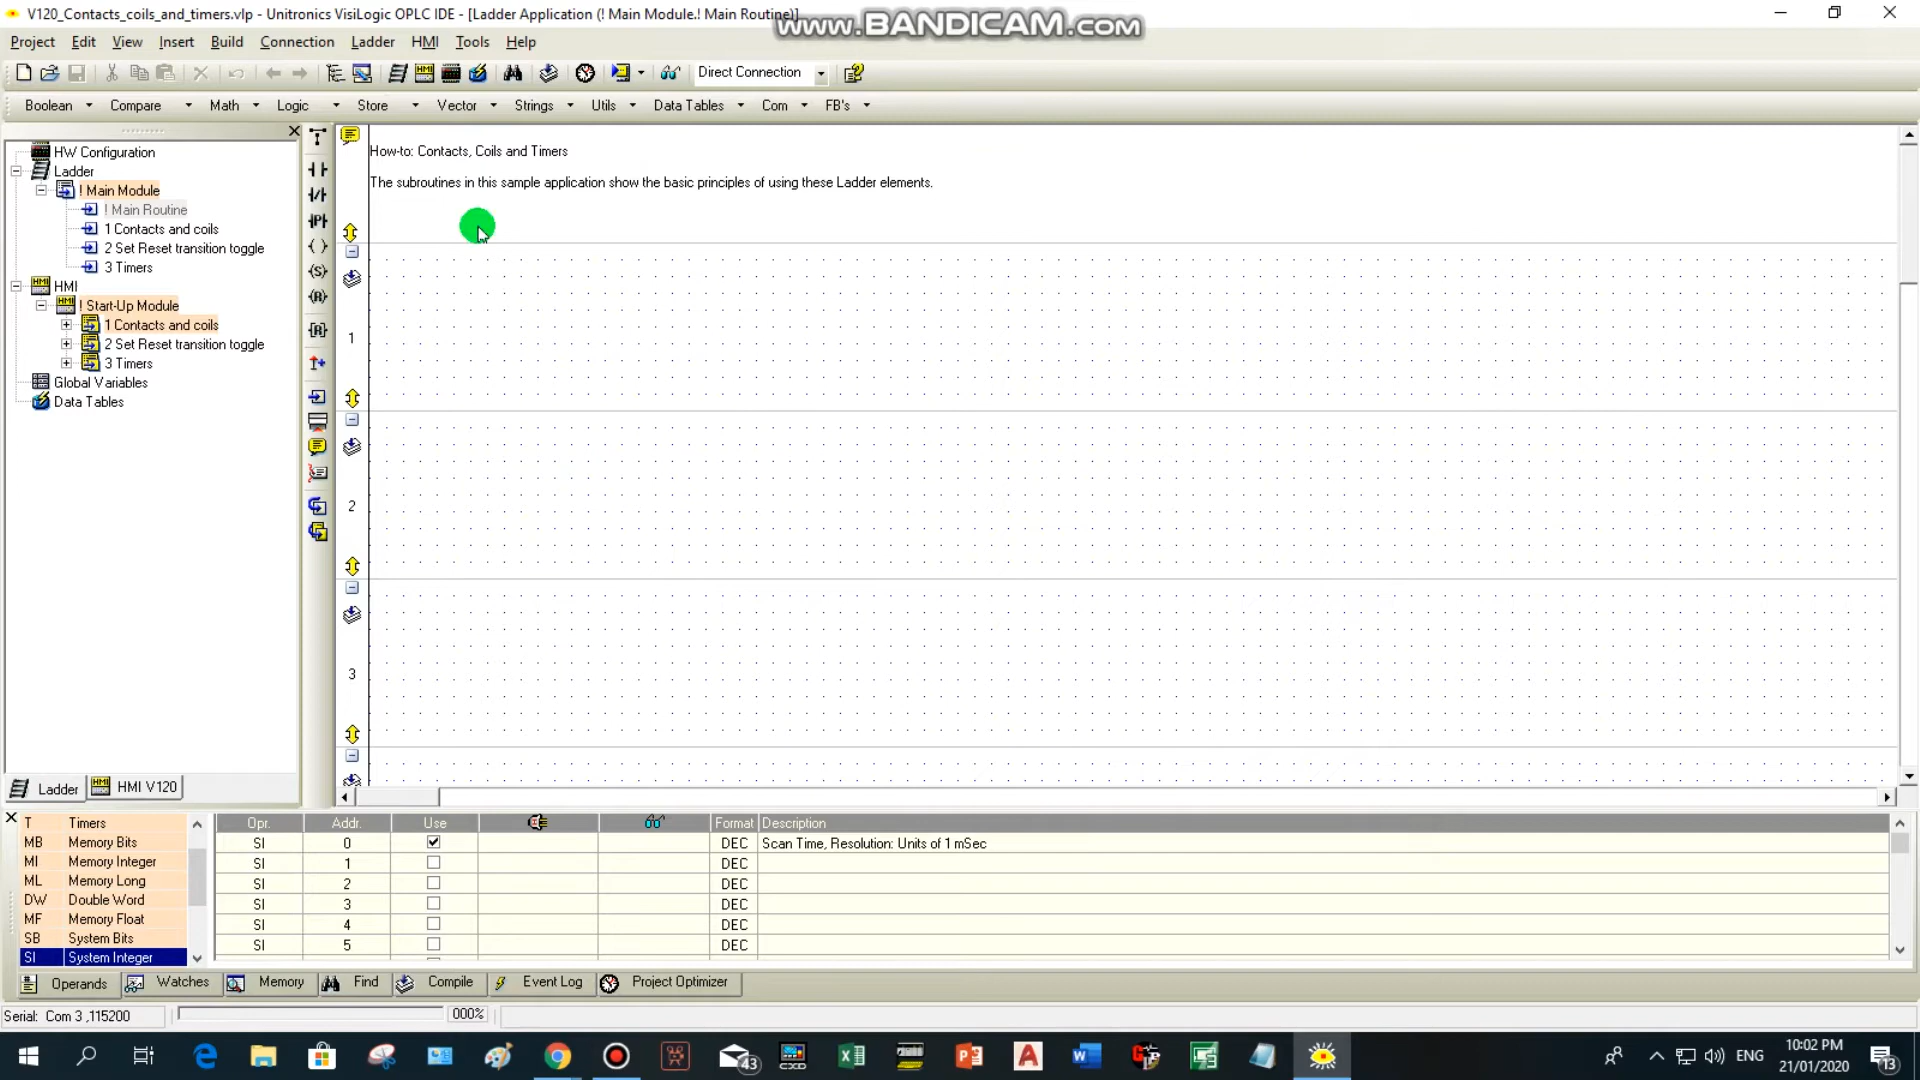 V120_Contacts_coils_and_timers.vlp - Unitronics VisiLogic OPLC IDE - [Ladder Application (! Main Module.! Main Routine)]
www.BANDICAM.com
Project Edit View Insert Build Connection Ladder HMI Tools Help
Direct Connection
Boolean Compare Math Logic Store Vector Strings Utils Data Tables Com FB's
HW Configuration
Ladder
! Main Module
! Main Routine
1 Contacts and coils
2 Set Reset transition toggle
3 Timers
HMI
! Start-Up Module
1 Contacts and coils
2 Set Reset transition toggle
3 Timers
Global Variables
Data Tables
Ladder HMI V120
How-to: Contacts, Coils and Timers
The subroutines in this sample application show the basic principles of using these Ladder elements.
1
2
3
T Timers
MB Memory Bits
MI Memory Integer
ML Memory Long
DW Double Word
MF Memory Float
SB System Bits
SI System Integer
Opr. Addr. Use Format Description
SI 0 DEC Scan Time, Resolution: Units of 1 mSec
SI 1 DEC
SI 2 DEC
SI 3 DEC
SI 4 DEC
SI 5 DEC
Operands Watches Memory Find Compile Event Log Project Optimizer
Serial: Com 3 ,115200 000%
43 ENG 10:02 PM
21/01/2020 13